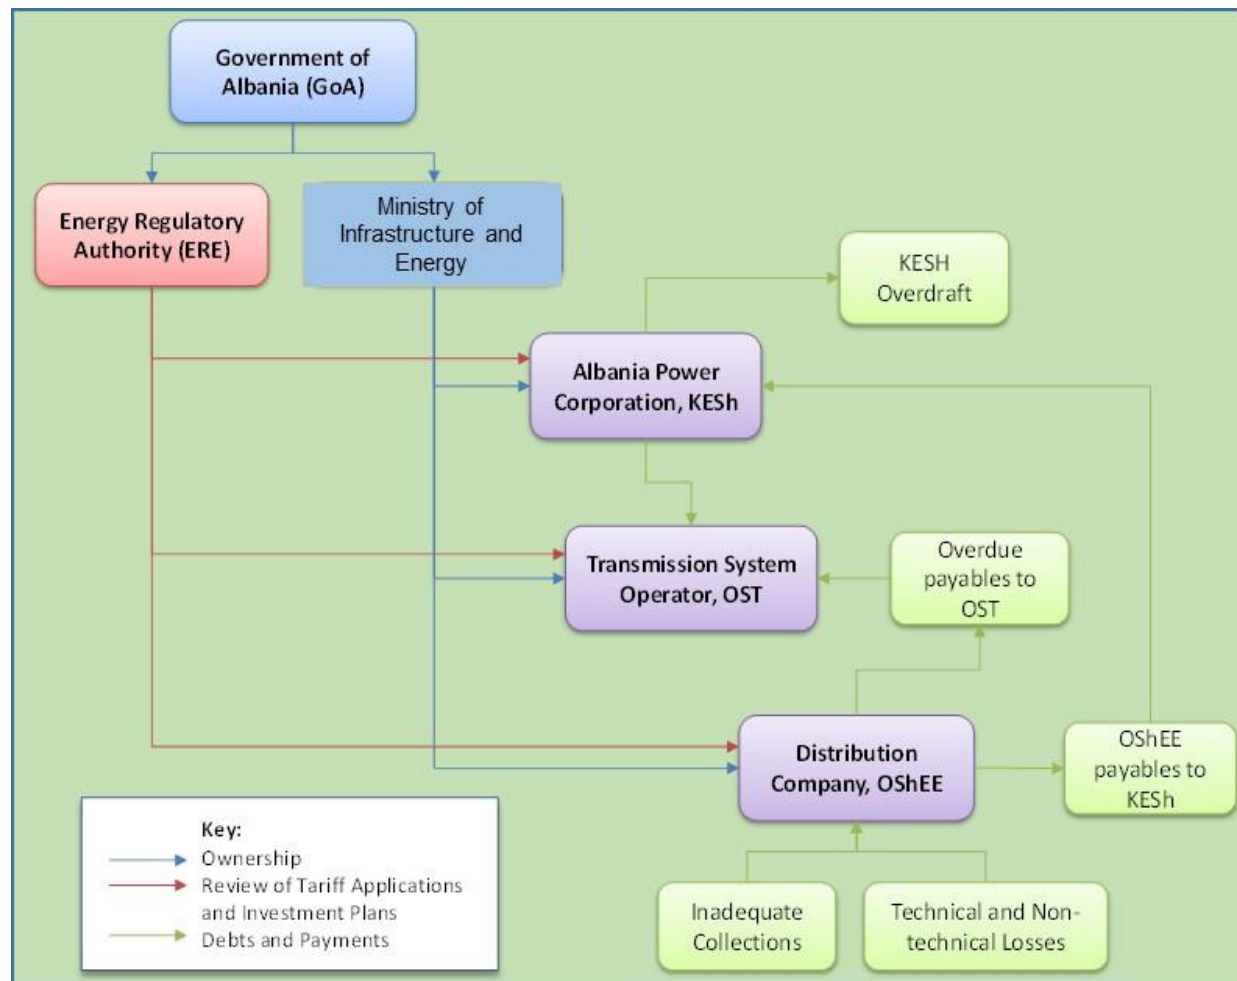 Government of
Albania (GoA)
Energy Regulatory
Authority (ERE)
Ministry of
Infrastructure and
Energy
KESH
Overdraft
Albania Power
Corporation, KESh
Transmission System
Operator, OST
Overdue
payables to
OST
Distribution
Company, OShEE
OShEE
payables to
KESh
Inadequate
Collections
Technical and Non-
technical Losses
Key:
Ownership
Review of Tariff Applications
and Investment Plans
Debts and Payments